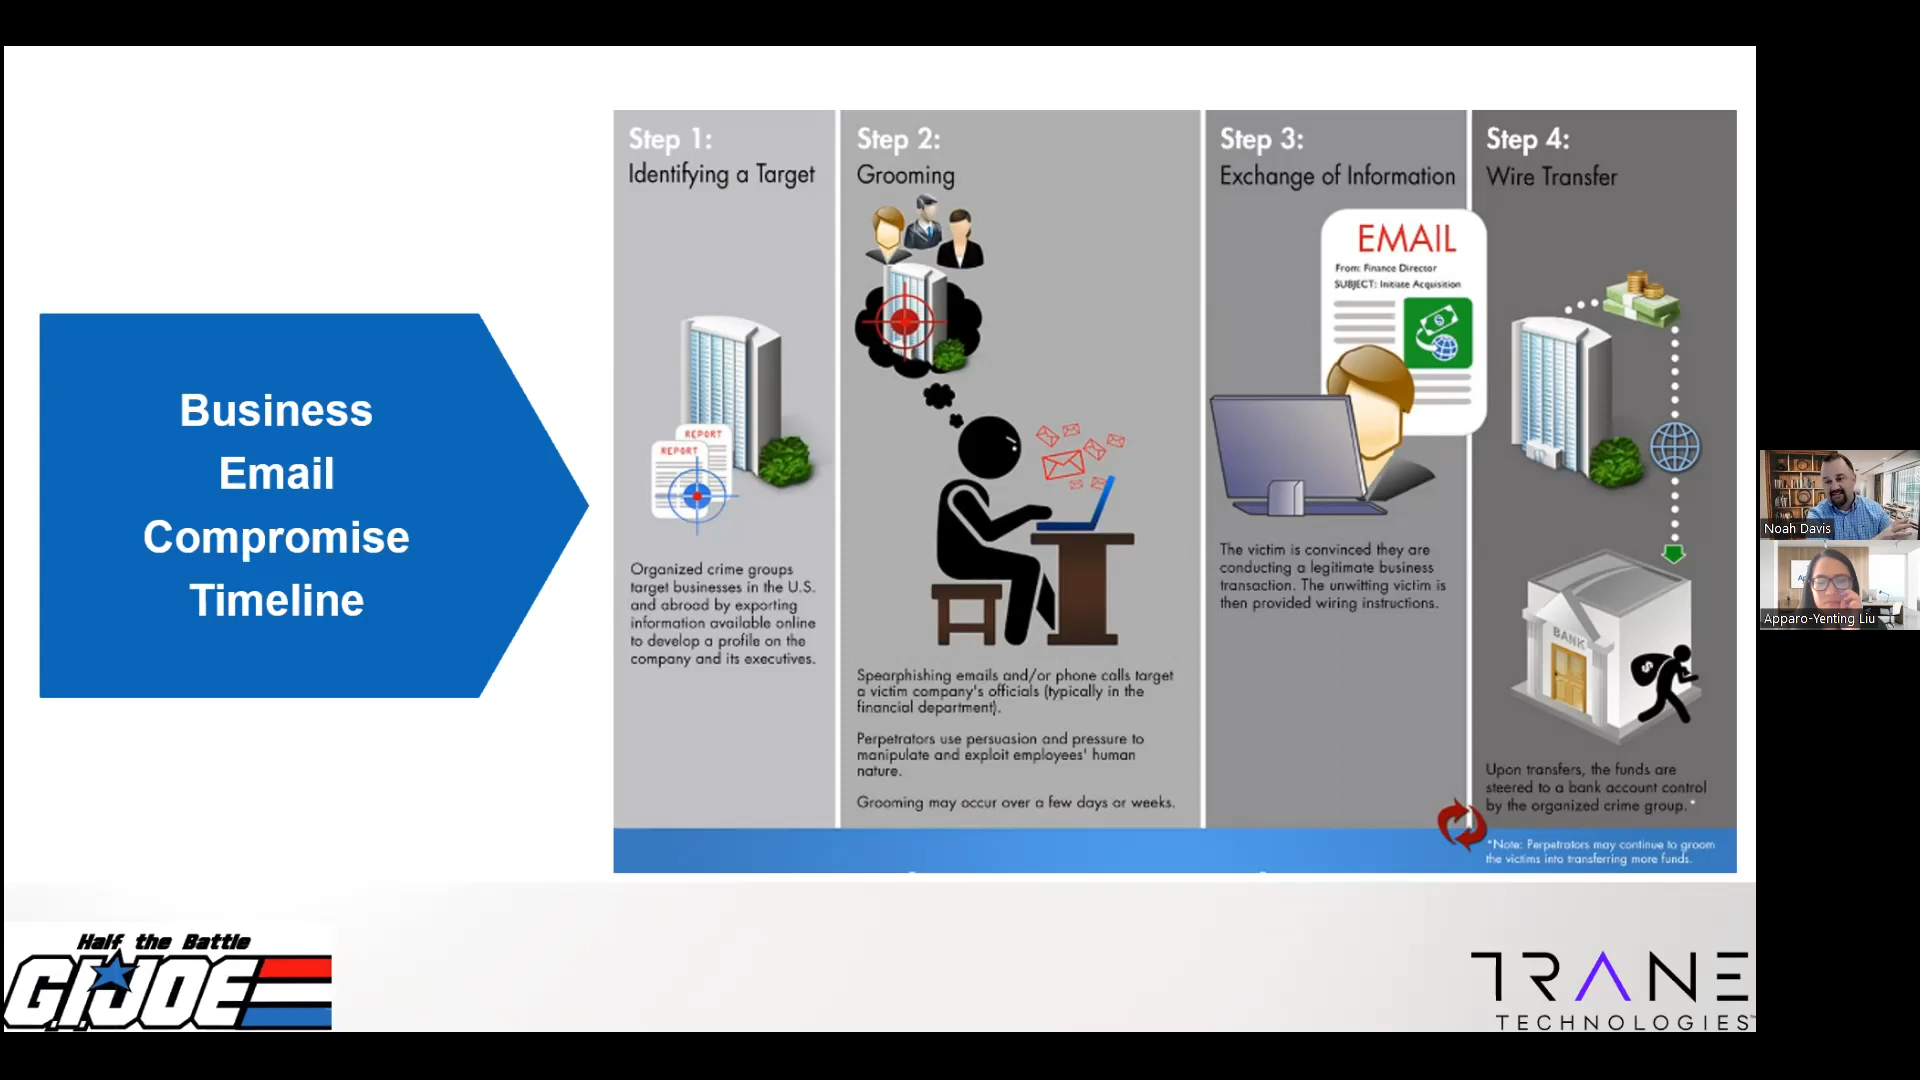 Business
Email
Compromise
Timeline
Step 1:
Identifying a Target
REPORT
REPORT
Organized crime groups
target businesses in the U.S.
and abroad by exporting
information available online
to develop a profile on the
company and its executives.
Step 2:
Grooming
Spearphishing emails and/or phone calls target
a victim company's officials (typically in the
financial department).
Perpetrators use persuasion and pressure to
manipulate and exploit employees' human
nature.
Grooming may occur over a few days or weeks.
Step 3:
Exchange of Information
EMAIL
From: Finance Director
SUBJECT: Initiate Acquisition
The victim is convinced they are
conducting a legitimate business
transaction. The unwitting victim is
then provided wiring instructions.
Step 4:
Wire Transfer
BANK
$
Upon transfers, the funds are
steered to a bank account control
by the organized crime group.*
*Note: Perpetrators may continue to groom
the victims into transferring more funds.
Half the Battle
G.I.JOE
TRANE
TECHNOLOGIES
Noah Davis
Apparo-Yenting Liu